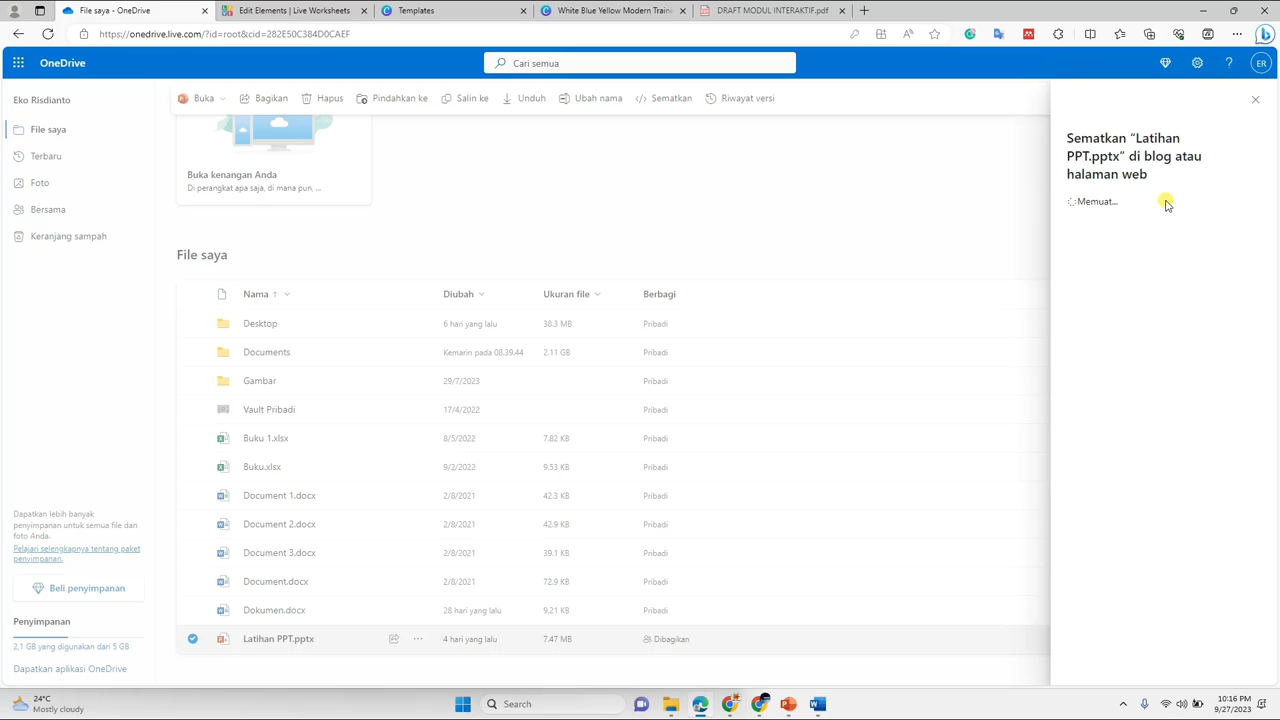 File saya - OneDrive
Edit Elements | Live Worksheets
Templates
White Blue Yellow Modern Traini
DRAFT MODUL INTERAKTIF.pdf
https://onedrive.live.com/?id=root&cid=282E50C384D0CAEF
OneDrive
Cari semua
ER
Eko Risdianto
File saya
Terbaru
Foto
Bersama
Keranjang sampah
Dapatkan lebih banyak
penyimpanan untuk semua file dan
foto Anda.
Pelajari selengkapnya tentang paket
penyimpanan.
Beli penyimpanan
Penyimpanan
2,1 GB yang digunakan dari 5 GB
Dapatkan aplikasi OneDrive
Buka
Bagikan
Hapus
Pindahkan ke
Salin ke
Unduh
Ubah nama
Sematkan
Riwayat versi
Buka kenangan Anda
Di perangkat apa saja, di mana pun, ...
File saya
Nama Diubah Ukuran file Berbagi
Desktop 6 hari yang lalu 38.3 MB Pribadi
Documents Kemarin pada 08.39.44 2.11 GB Pribadi
Gambar 29/7/2023 Pribadi
Vault Pribadi 17/4/2022 Pribadi
Buku 1.xlsx 8/5/2022 7.82 KB Pribadi
Buku.xlsx 9/2/2022 9.53 KB Pribadi
Document 1.docx 2/8/2021 42.3 KB Pribadi
Document 2.docx 2/8/2021 42.9 KB Pribadi
Document 3.docx 2/8/2021 39.1 KB Pribadi
Document.docx 2/8/2021 72.9 KB Pribadi
Dokumen.docx 28 hari yang lalu 9.21 KB Pribadi
Latihan PPT.pptx 4 hari yang lalu 7.47 MB Dibagikan
Sematkan “Latihan
PPT.pptx” di blog atau
halaman web
Memuat...
24°C
Mostly cloudy
Search
10:16 PM
9/27/2023